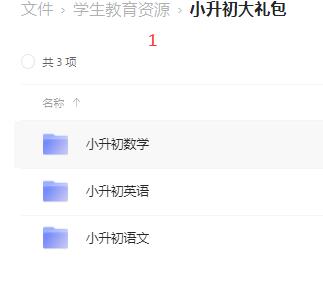 文件 › 学生教育资源 › 小升初大礼包
1
共 3 项
名称 ↑
小升初数学
小升初英语
小升初语文